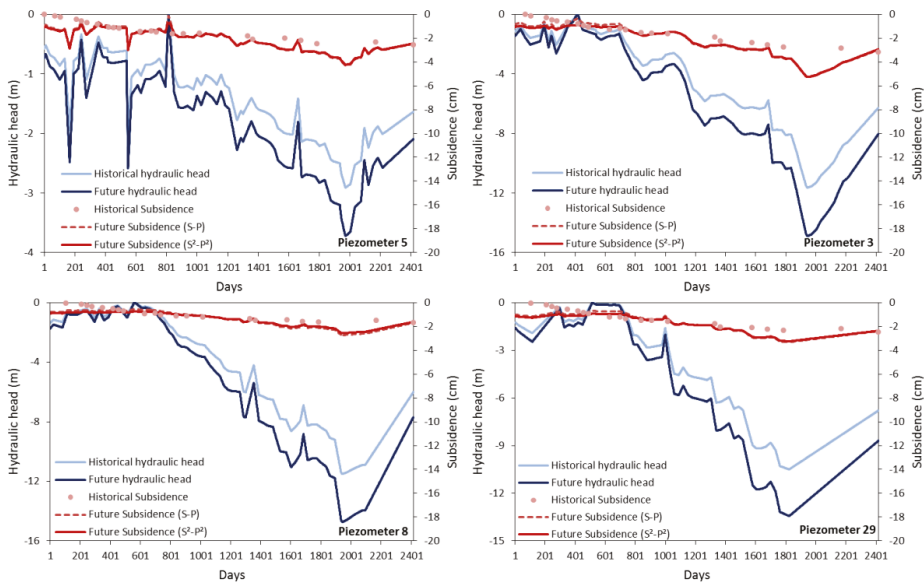 0
-1
-2
-3
-4
Hydraulic head (m)
Historical hydraulic head
Future hydraulic head
Historical Subsidence
Future Subsidence (S-P)
Future Subsidence (S²-P²)
Piezometer 5
0
2
4
6
8
10
12
14
16
18
20
Subsidence (cm)
1 201 401 601 801 1001 1201 1401 1601 1801 2001 2201 2401
Days
0
-4
-8
-12
-16
Hydraulic head (m)
Historical hydraulic head
Future hydraulic head
Historical Subsidence
Future Subsidence (S-P)
Future Subsidence (S²-P²)
Piezometer 3
0
2
4
6
8
10
12
14
16
18
20
Subsidence (cm)
1 201 401 601 801 1001 1201 1401 1601 1801 2001 2201 2401
Days
0
-4
-8
-12
-16
Hydraulic head (m)
Historical hydraulic head
Future hydraulic head
Historical Subsidence
Future Subsidence (S-P)
Future Subsidence (S²-P²)
Piezometer 8
0
2
4
6
8
10
12
14
16
18
20
Subsidence (cm)
1 201 401 601 801 1001 1201 1401 1601 1801 2001 2201 2401
Days
0
-3
-6
-9
-12
-15
Hydraulic head (m)
Historical hydraulic head
Future hydraulic head
Historical Subsidence
Future Subsidence (S-P)
Future Subsidence (S²-P²)
Piezometer 29
0
2
4
6
8
10
12
14
16
18
20
Subsidence (cm)
1 201 401 601 801 1001 1201 1401 1601 1801 2001 2201 2401
Days